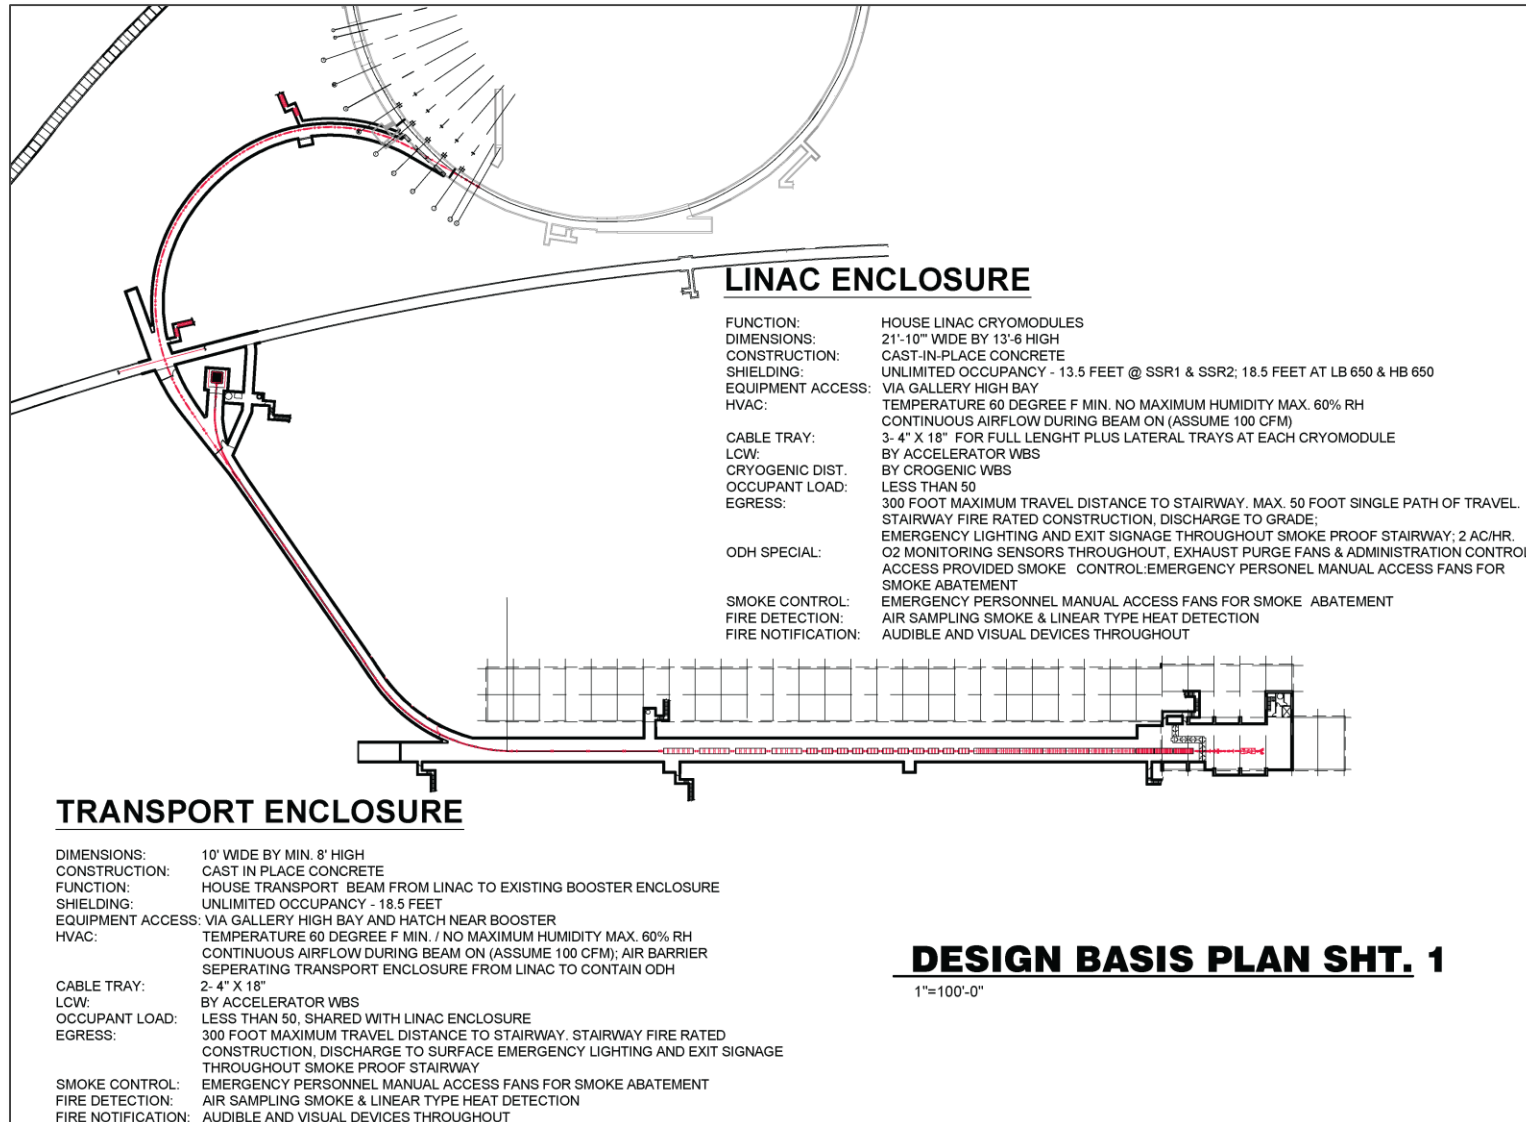 LINAC ENCLOSURE
FUNCTION: HOUSE LINAC CRYOMODULES
DIMENSIONS: 21'-10"" WIDE BY 13'-6 HIGH
CONSTRUCTION: CAST-IN-PLACE CONCRETE
SHIELDING: UNLIMITED OCCUPANCY - 13.5 FEET @ SSR1 & SSR2; 18.5 FEET AT LB 650 & HB 650
EQUIPMENT ACCESS: VIA GALLERY HIGH BAY
HVAC: TEMPERATURE 60 DEGREE F MIN. NO MAXIMUM HUMIDITY MAX. 60% RH
CONTINUOUS AIRFLOW DURING BEAM ON (ASSUME 100 CFM)
CABLE TRAY: 3- 4" X 18" FOR FULL LENGHT PLUS LATERAL TRAYS AT EACH CRYOMODULE
LCW: BY ACCELERATOR WBS
CRYOGENIC DIST. BY CROGENIC WBS
OCCUPANT LOAD: LESS THAN 50
EGRESS: 300 FOOT MAXIMUM TRAVEL DISTANCE TO STAIRWAY. MAX. 50 FOOT SINGLE PATH OF TRAVEL.
STAIRWAY FIRE RATED CONSTRUCTION, DISCHARGE TO GRADE;
EMERGENCY LIGHTING AND EXIT SIGNAGE THROUGHOUT SMOKE PROOF STAIRWAY; 2 AC/HR.
ODH SPECIAL: O2 MONITORING SENSORS THROUGHOUT, EXHAUST PURGE FANS & ADMINISTRATION CONTROL
ACCESS PROVIDED SMOKE CONTROL:EMERGENCY PERSONEL MANUAL ACCESS FANS FOR
SMOKE ABATEMENT
SMOKE CONTROL: EMERGENCY PERSONNEL MANUAL ACCESS FANS FOR SMOKE ABATEMENT
FIRE DETECTION: AIR SAMPLING SMOKE & LINEAR TYPE HEAT DETECTION
FIRE NOTIFICATION: AUDIBLE AND VISUAL DEVICES THROUGHOUT
TRANSPORT ENCLOSURE
DIMENSIONS: 10' WIDE BY MIN. 8' HIGH
CONSTRUCTION: CAST IN PLACE CONCRETE
FUNCTION: HOUSE TRANSPORT BEAM FROM LINAC TO EXISTING BOOSTER ENCLOSURE
SHIELDING: UNLIMITED OCCUPANCY - 18.5 FEET
EQUIPMENT ACCESS: VIA GALLERY HIGH BAY AND HATCH NEAR BOOSTER
HVAC: TEMPERATURE 60 DEGREE F MIN. / NO MAXIMUM HUMIDITY MAX. 60% RH
CONTINUOUS AIRFLOW DURING BEAM ON (ASSUME 100 CFM); AIR BARRIER
SEPERATING TRANSPORT ENCLOSURE FROM LINAC TO CONTAIN ODH
CABLE TRAY: 2- 4" X 18"
LCW: BY ACCELERATOR WBS
OCCUPANT LOAD: LESS THAN 50, SHARED WITH LINAC ENCLOSURE
EGRESS: 300 FOOT MAXIMUM TRAVEL DISTANCE TO STAIRWAY. STAIRWAY FIRE RATED
CONSTRUCTION, DISCHARGE TO SURFACE EMERGENCY LIGHTING AND EXIT SIGNAGE
THROUGHOUT SMOKE PROOF STAIRWAY
SMOKE CONTROL: EMERGENCY PERSONNEL MANUAL ACCESS FANS FOR SMOKE ABATEMENT
FIRE DETECTION: AIR SAMPLING SMOKE & LINEAR TYPE HEAT DETECTION
FIRE NOTIFICATION: AUDIBLE AND VISUAL DEVICES THROUGHOUT
DESIGN BASIS PLAN SHT. 1
1"=100'-0"